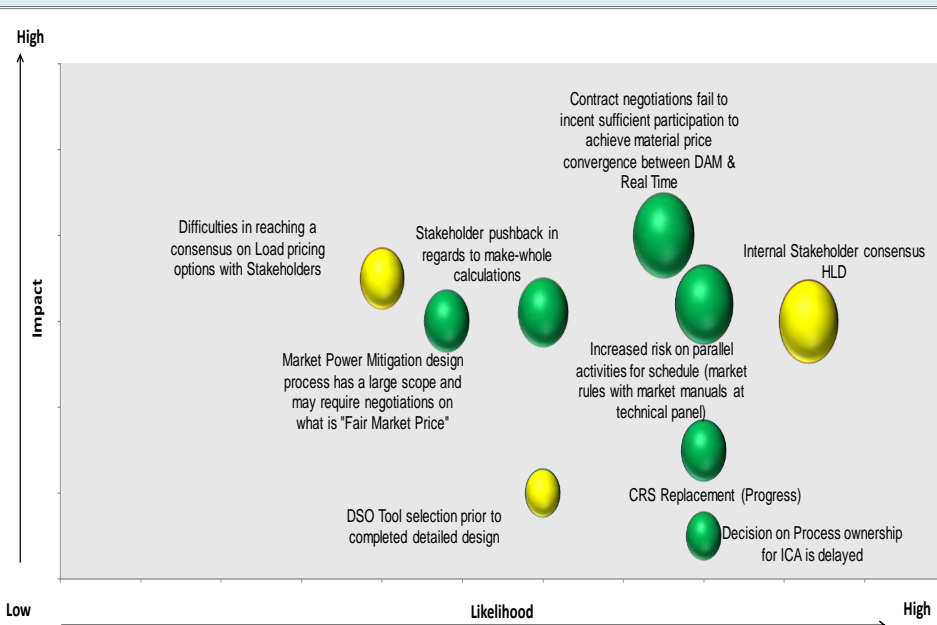 High
Contract negotiations fail to
incent sufficient participation to
achieve material price
convergence between DAM &
Real Time
Difficulties in reaching a
consensus on Load pricing
options with Stakeholders
Stakeholder pushback in
regards to make-whole
calculations
Internal Stakeholder consensus
HLD
Impact
Market Power Mitigation design
process has a large scope and
may require negotiations on
what is "Fair Market Price"
Increased risk on parallel
activities for schedule (market
rules with market manuals at
technical panel)
CRS Replacement (Progress)
DSO Tool selection prior to
completed detailed design
Decision on Process ownership
for ICA is delayed
Low
Likelihood
High